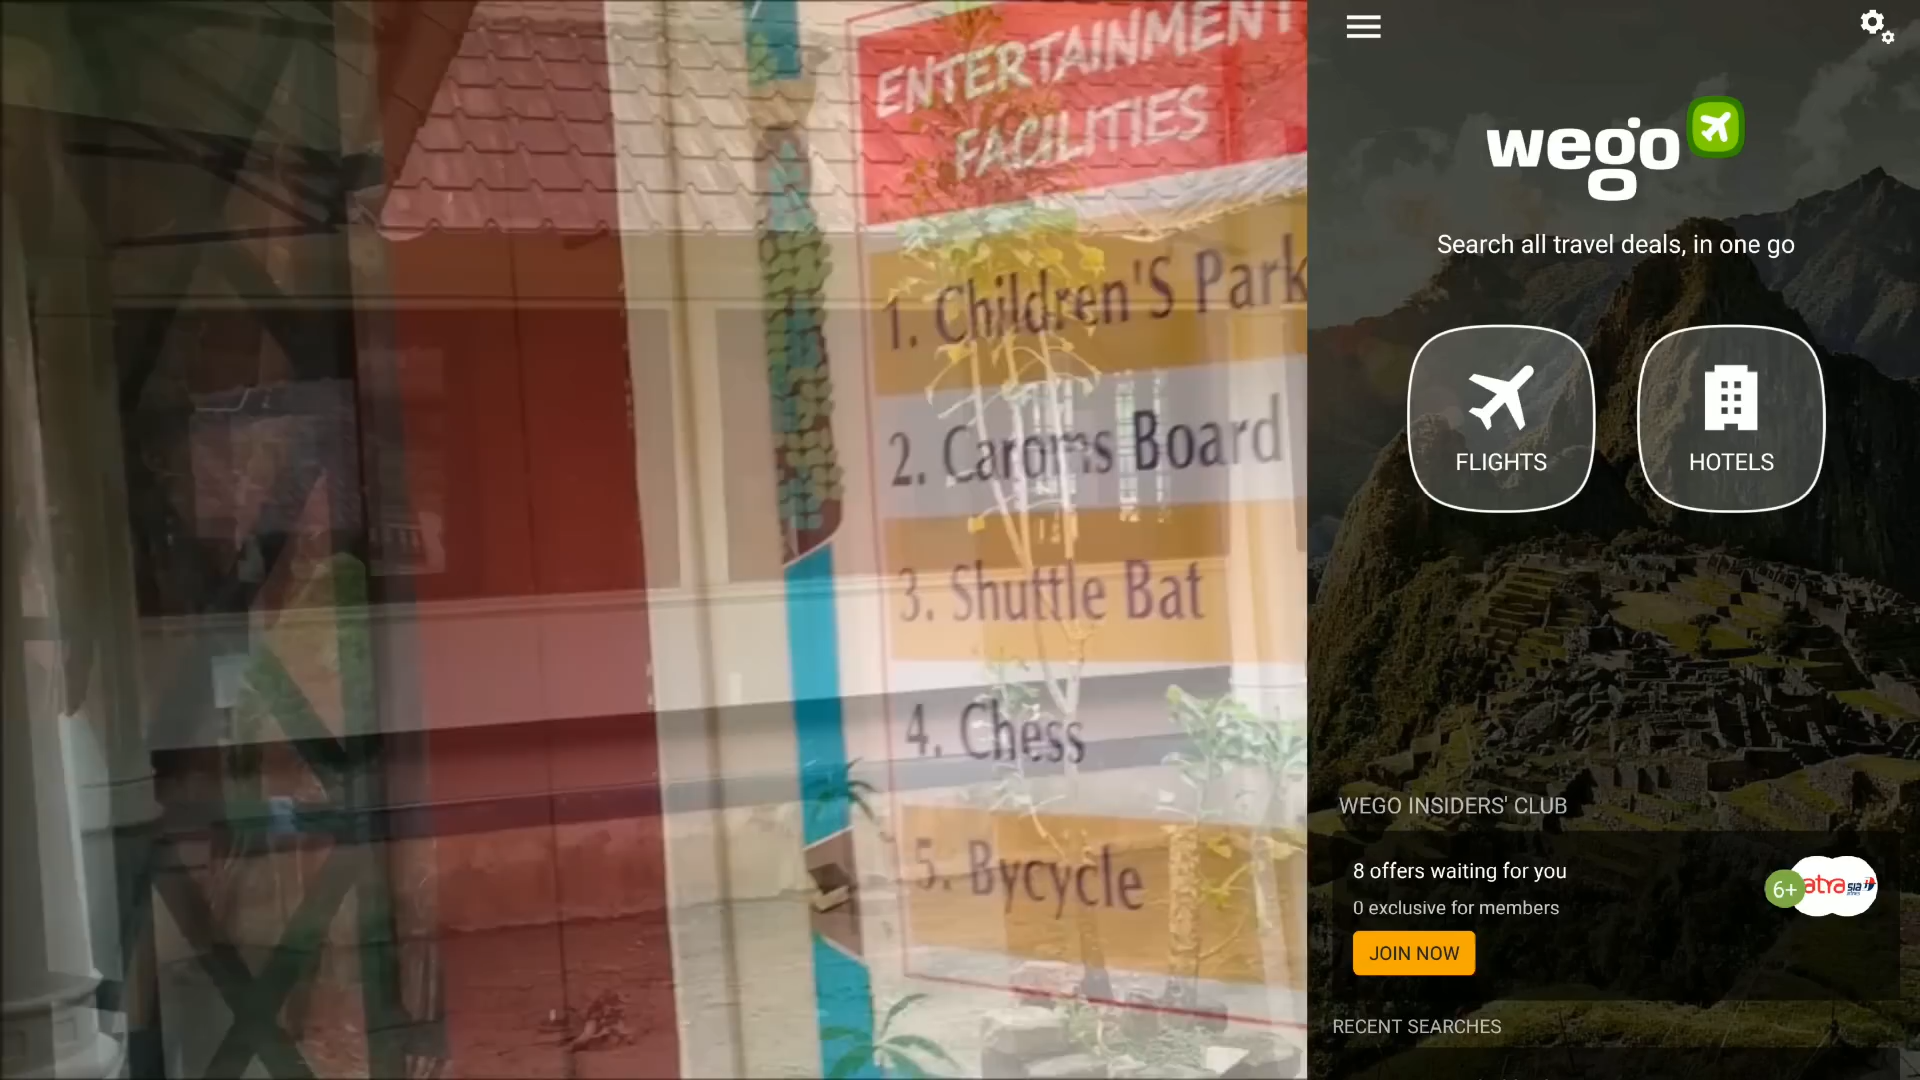 ENTERTAINMENT
FACILITIES
1. Children'S Park
2. Caroms Board
3. Shuttle Bat
4. Chess
5. Bycycle
wego
Search all travel deals, in one go
FLIGHTS
HOTELS
WEGO INSIDERS' CLUB
8 offers waiting for you
0 exclusive for members
6+
JOIN NOW
RECENT SEARCHES